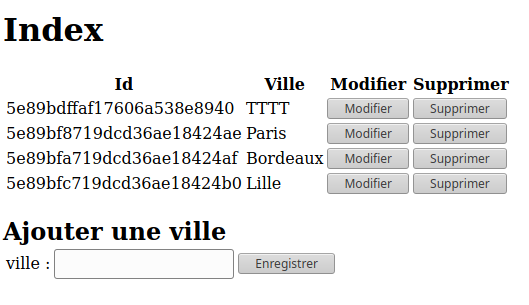 Index
Id Ville Modifier Supprimer
5e89bdffaf17606a538e8940 TTTT Modifier Supprimer
5e89bf8719dcd36ae18424ae Paris Modifier Supprimer
5e89bfa719dcd36ae18424af Bordeaux Modifier Supprimer
5e89bfc719dcd36ae18424b0 Lille Modifier Supprimer
Ajouter une ville
ville : Enregistrer